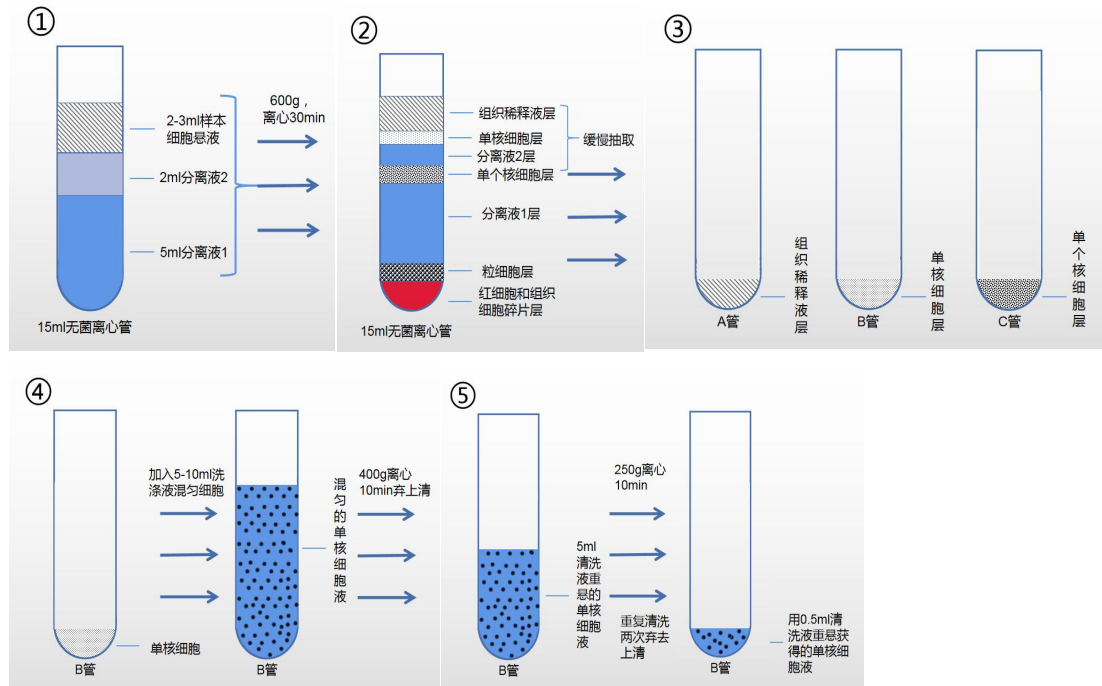 ①
2-3ml样本
细胞悬液
2ml分离液2
5ml分离液1
600g，
离心30min
15ml无菌离心管
②
组织稀释液层
单核细胞层
分离液2层
单个核细胞层
缓慢抽取
分离液1层
粒细胞层
红细胞和组织
细胞碎片层
15ml无菌离心管
③
组织稀释液层
A管
单核细胞层
B管
单个核细胞层
C管
④
加入5-10ml洗
涤液混匀细胞
单核细胞
B管
混匀的单核细胞液
400g离心
10min弃上清
B管
⑤
5ml
清洗
液重
悬的
单核
细胞
液
B管
250g离心
10min
重复清洗
两次弃去
上清
用0.5ml清
洗液重悬获
得的单核细
胞液
B管